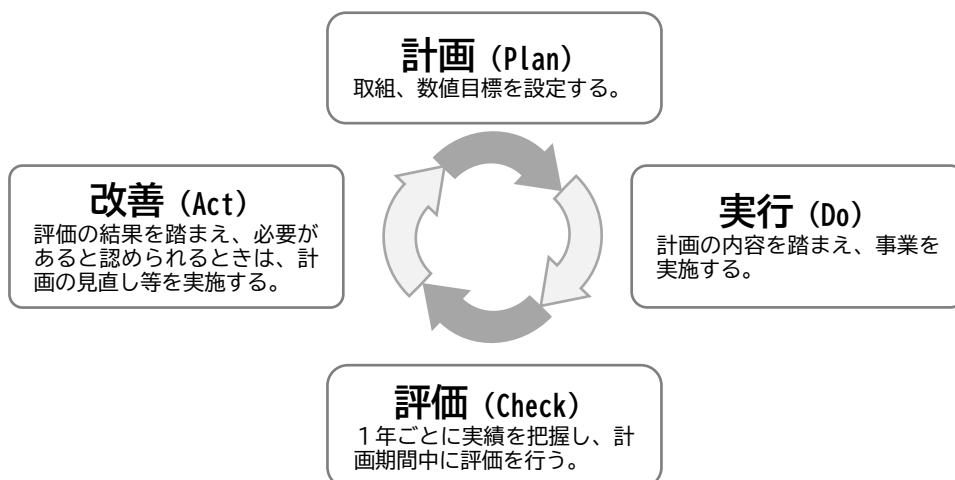 計画（Plan）
取組、数値目標を設定する。
改善（Act）
評価の結果を踏まえ、必要が
あると認められるときは、計
画の見直し等を実施する。
実行（Do）
計画の内容を踏まえ、事業を
実施する。
評価（Check）
１年ごとに実績を把握し、計
画期間中に評価を行う。